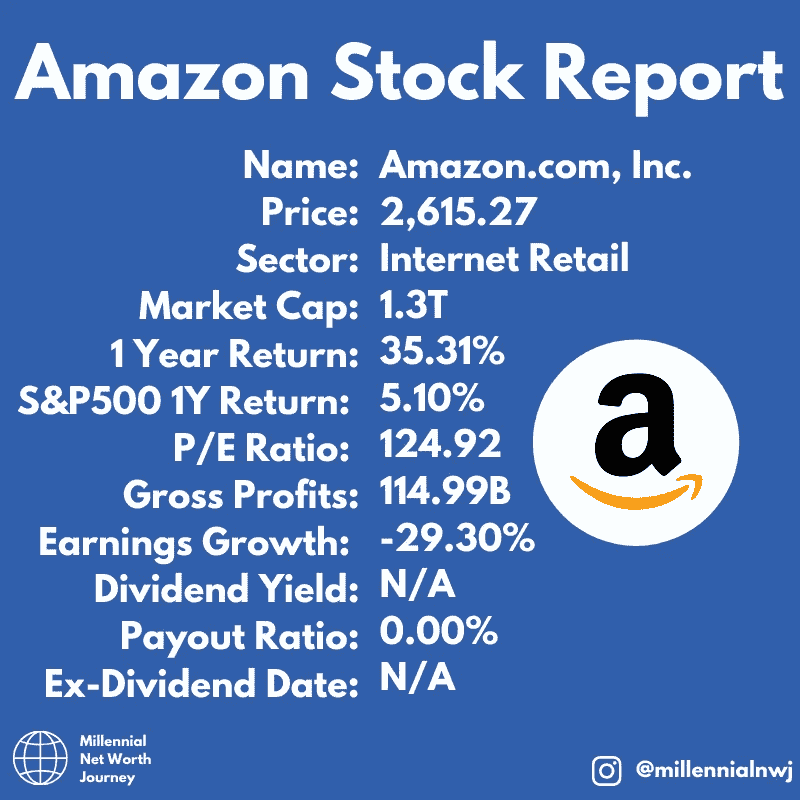 Amazon Stock Report
Name: Amazon.com, Inc.
Price: 2,615.27
Sector: Internet Retail
Market Cap: 1.3T
1 Year Return: 35.31%
S&P500 1Y Return: 5.10%
P/E Ratio: 124.92
Gross Profits: 114.99B
Earnings Growth: -29.30%
Dividend Yield: N/A
Payout Ratio: 0.00%
Ex-Dividend Date: N/A
a
Millennial
Net Worth
Journey
@millennialnwj